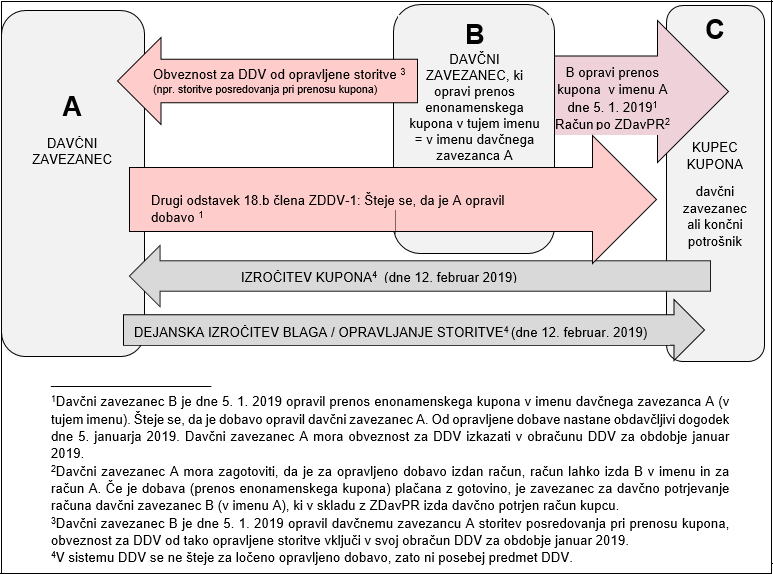 A
DAVČNI
ZAVEZANEC
Obveznost za DDV od opravljene storitve 3
(npr. storitve posredovanja pri prenosu kupona)
B
DAVČNI
ZAVEZANEC, ki
opravi prenos
enonamenskega
kupona v tujem imenu
= v imenu davčnega
zavezanca A
B opravi prenos
kupona v imenu A
dne 5. 1. 2019¹
Račun po ZDavPR²
C
KUPEC
KUPONA
davčni
zavezanec
ali končni
potrošnik
Drugi odstavek 18.b člena ZDDV-1: Šteje se, da je A opravil
dobavo ¹
IZROČITEV KUPONA⁴ (dne 12. februar 2019)
DEJANSKA IZROČITEV BLAGA / OPRAVLJANJE STORITVE⁴ (dne 12. februar. 2019)
¹Davčni zavezanec B je dne 5. 1. 2019 opravil prenos enonamenskega kupona v imenu davčnega zavezanca A (v
tujem imenu). Šteje se, da je dobavo opravil davčni zavezanec A. Od opravljene dobave nastane obdavčljivi dogodek
dne 5. januarja 2019. Davčni zavezanec A mora obveznost za DDV izkazati v obračunu DDV za obdobje januar
2019.
²Davčni zavezanec A mora zagotoviti, da je za opravljeno dobavo izdan račun, račun lahko izda B v imenu in za
račun A. Če je dobava (prenos enonamenskega kupona) plačana z gotovino, je zavezanec za davčno potrjevanje
računa davčni zavezanec B (v imenu A), ki v skladu z ZDavPR izda davčno potrjen račun kupcu.
³Davčni zavezanec B je dne 5. 1. 2019 opravil davčnemu zavezancu A storitev posredovanja pri prenosu kupona,
obveznost za DDV od tako opravljene storitve vključi v svoj obračun DDV za obdobje januar 2019.
⁴V sistemu DDV se ne šteje za ločeno opravljeno dobavo, zato ni posebej predmet DDV.